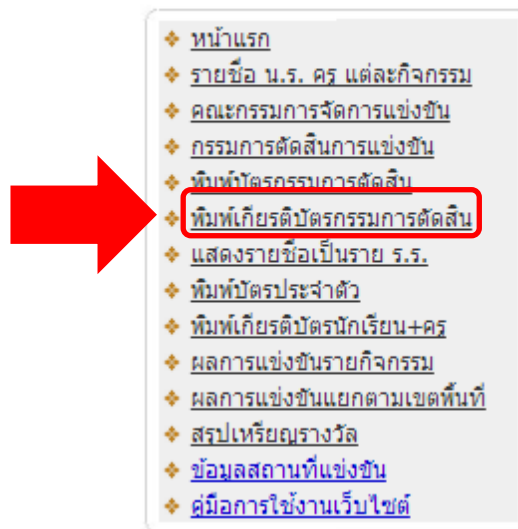 หน้าแรก
รายชื่อ น.ร. ครู แต่ละกิจกรรม
คณะกรรมการจัดการแข่งขัน
กรรมการตัดสินการแข่งขัน
พิมพ์บัตรกรรมการตัดสิน
พิมพ์เกียรติบัตรกรรมการตัดสิน
แสดงรายชื่อเป็นราย ร.ร.
พิมพ์บัตรประจำตัว
พิมพ์เกียรติบัตรนักเรียน+ครู
ผลการแข่งขันรายกิจกรรม
ผลการแข่งขันแยกตามเขตพื้นที่
สรุปเหรียญรางวัล
ข้อมูลสถานที่แข่งขัน
คู่มือการใช้งานเว็บไซต์